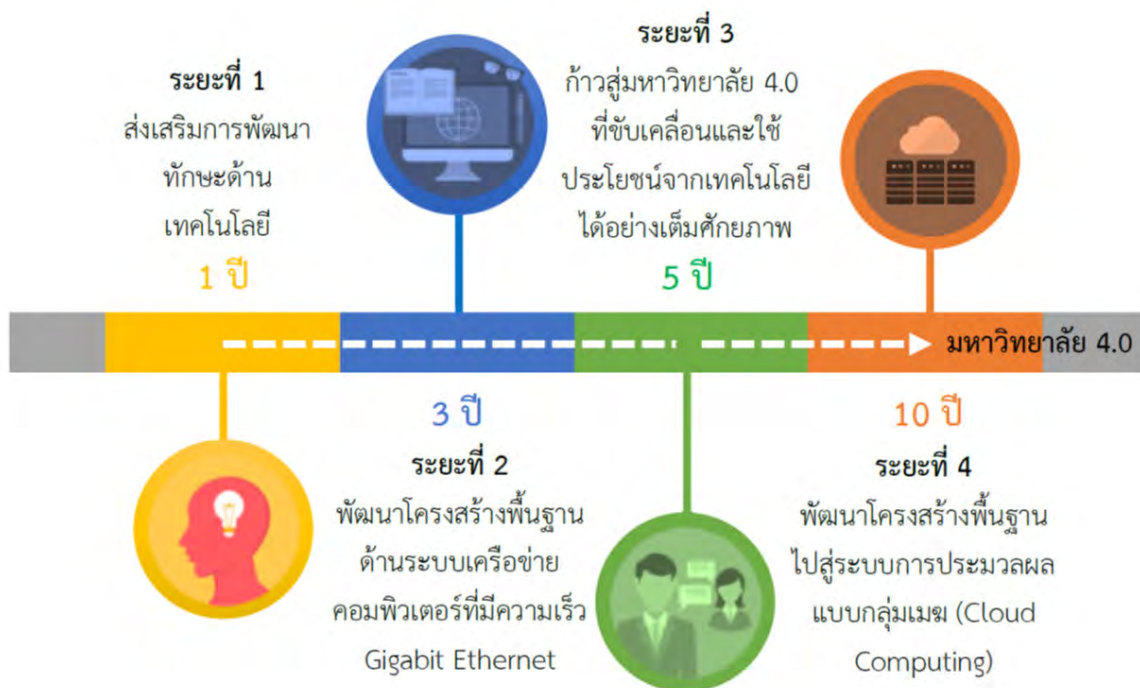 ระยะที่ 1
ส่งเสริมการพัฒนา
ทักษะด้าน
เทคโนโลยี
1 ปี
3 ปี
ระยะที่ 2
พัฒนาโครงสร้างพื้นฐาน
ด้านระบบเครือข่าย
คอมพิวเตอร์ที่มีความเร็ว
Gigabit Ethernet
ระยะที่ 3
ก้าวสู่มหาวิทยาลัย 4.0
ที่ขับเคลื่อนและใช้
ประโยชน์จากเทคโนโลยี
ได้อย่างเต็มศักยภาพ
5 ปี
10 ปี
ระยะที่ 4
พัฒนาโครงสร้างพื้นฐาน
ไปสู่ระบบการประมวลผล
แบบกลุ่มเมฆ (Cloud
Computing)
มหาวิทยาลัย 4.0